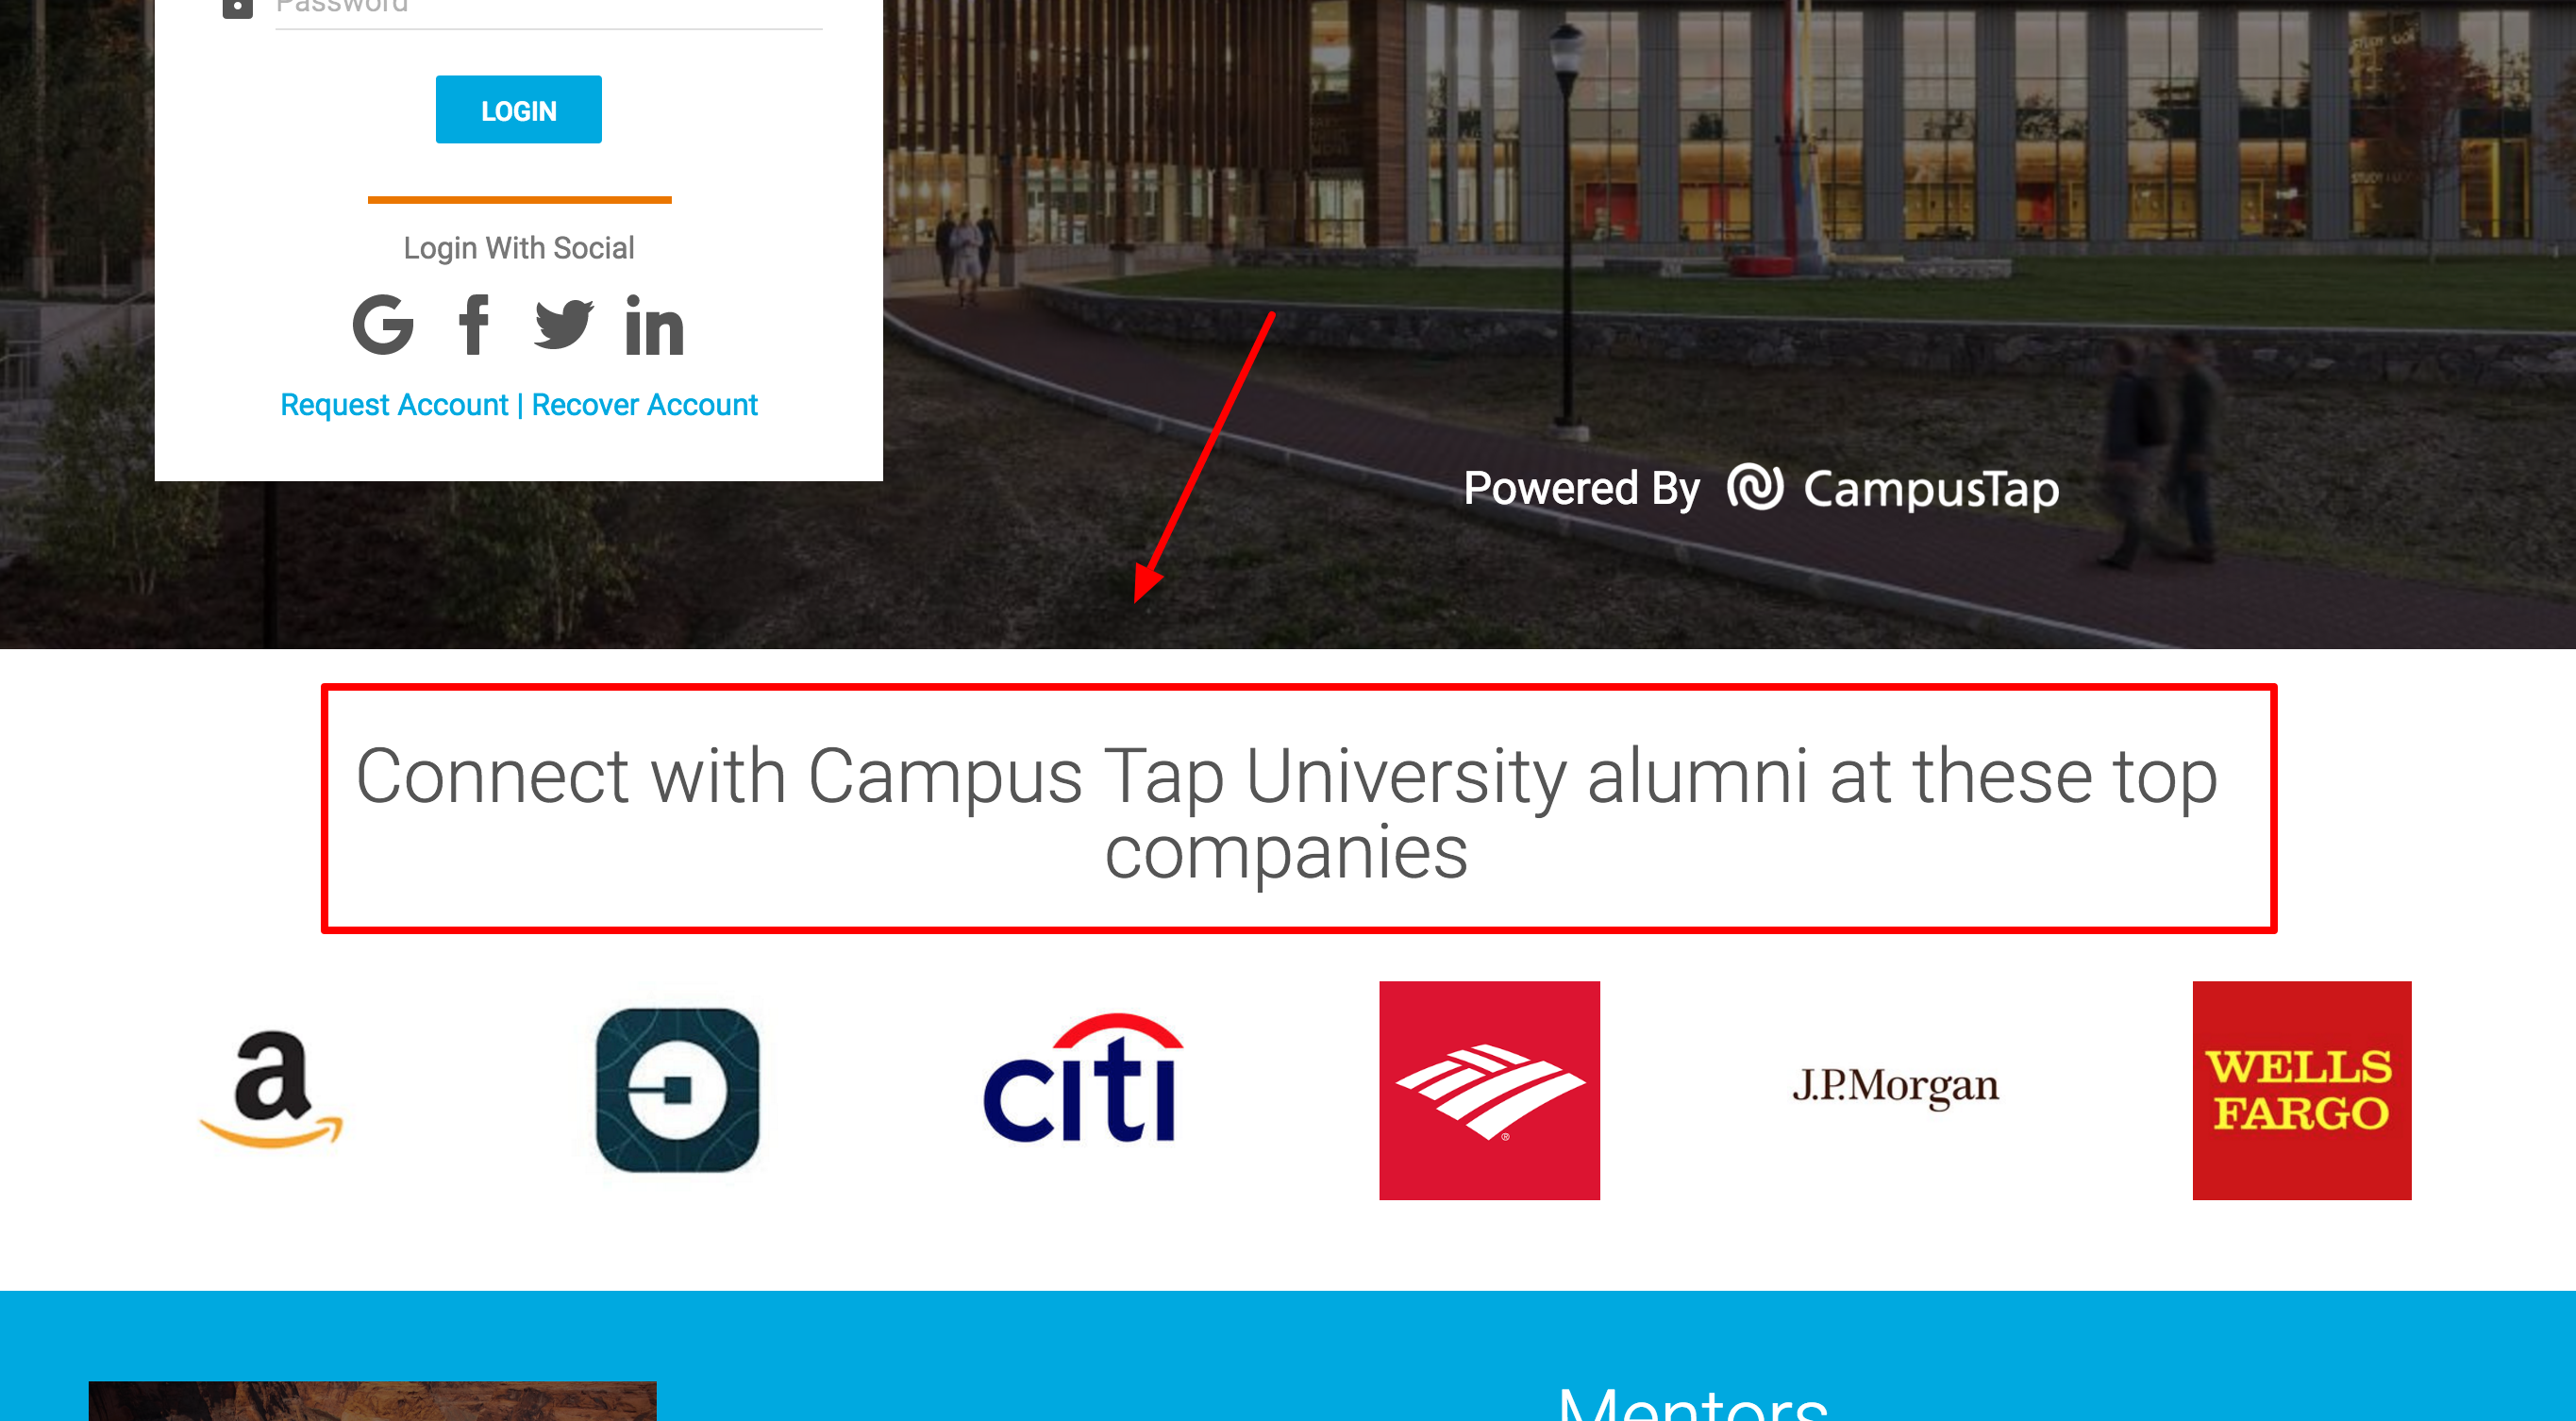 Password
LOGIN
Login With Social
Request Account | Recover Account
Powered By CampusTap
Connect with Campus Tap University alumni at these top
companies
a
citi
J.P.Morgan
WELLS
FARGO
Mentors